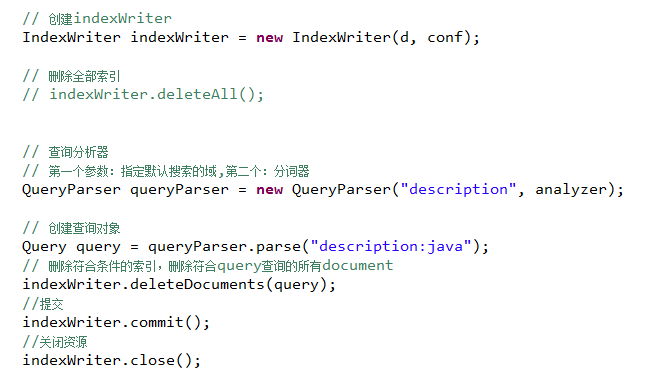 // 创建indexWriter
IndexWriter indexWriter = new IndexWriter(d, conf);
// 删除全部索引
// indexWriter.deleteAll();
// 查询分析器
// 第一个参数：指定默认搜索的域,第二个：分词器
QueryParser queryParser = new QueryParser("description", analyzer);
// 创建查询对象
Query query = queryParser.parse("description:java");
// 删除符合条件的索引，删除符合query查询的所有document
indexWriter.deleteDocuments(query);
//提交
indexWriter.commit();
//关闭资源
indexWriter.close();